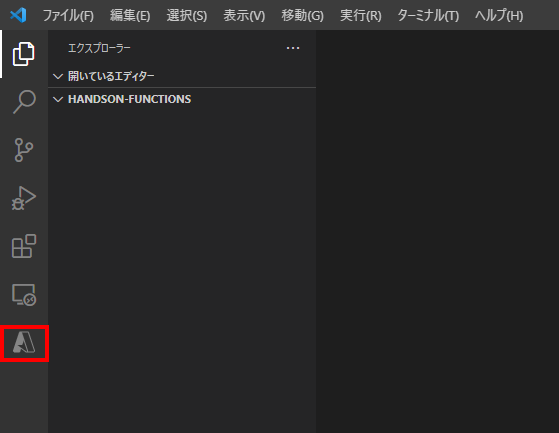 ファイル(F) 編集(E) 選択(S) 表示(V) 移動(G) 実行(R) ターミナル(T) ヘルプ(H)
エクスプローラー
開いているエディター
HANDSON-FUNCTIONS